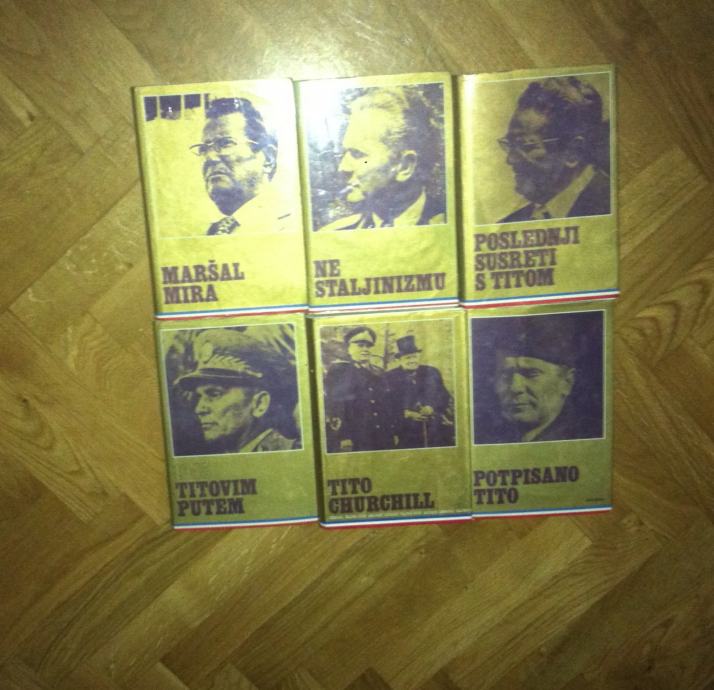 MARŠAL
MIRA
NE
STALJINIZMU
POSLEDNJI
SUSRETI
S TITOM
TITOVIM
PUTEM
TITO
CHURCHILL
POTPISANO
TITO